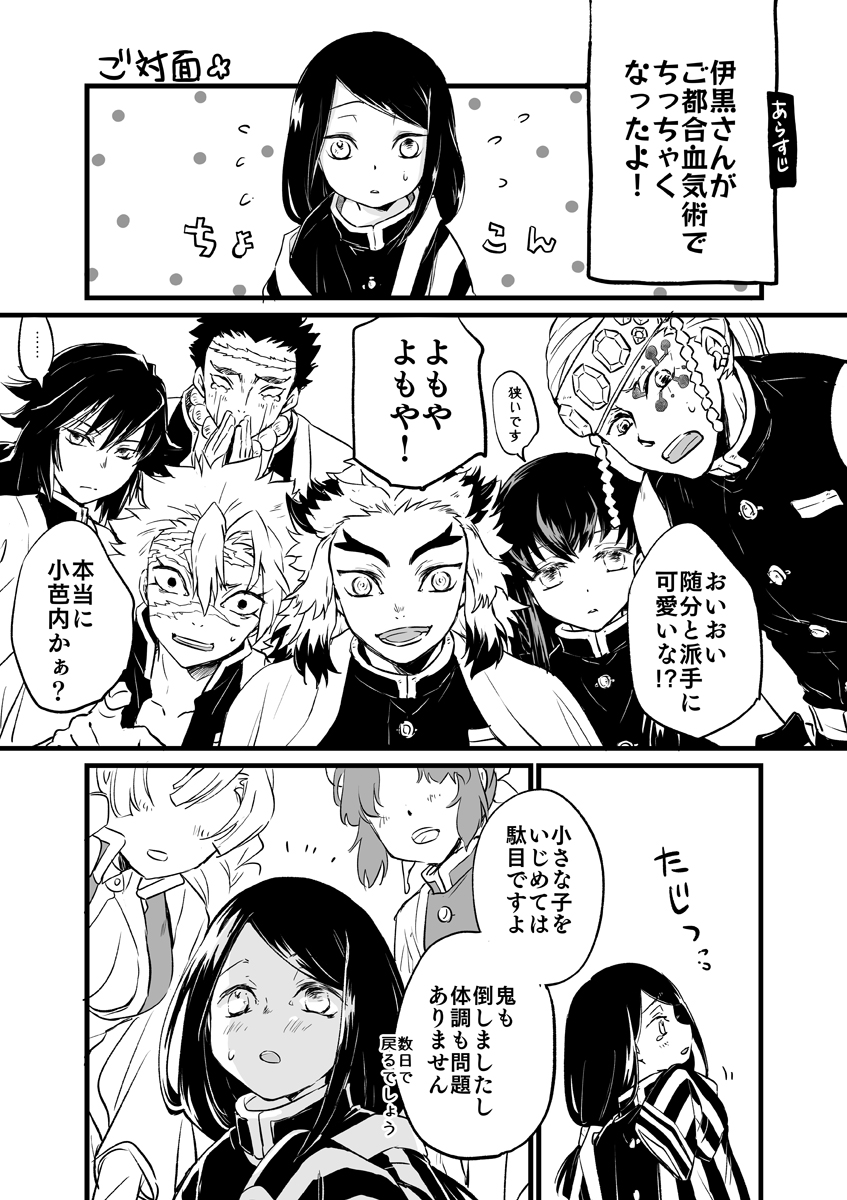 あらすじ
伊黒さんが
ご都合血気術で
ちっちゃく
なったよ！
ご対面☆
ちょ
こん
おいおい
随分と派手に
可愛いな!?
狭いです
よもや
よもや！
本当に
小芭内かぁ？
……
たじっ
小さな子を
いじめては
駄目ですよ
鬼も
倒しましたし
体調も問題
ありません
数日で
戻るでしょう